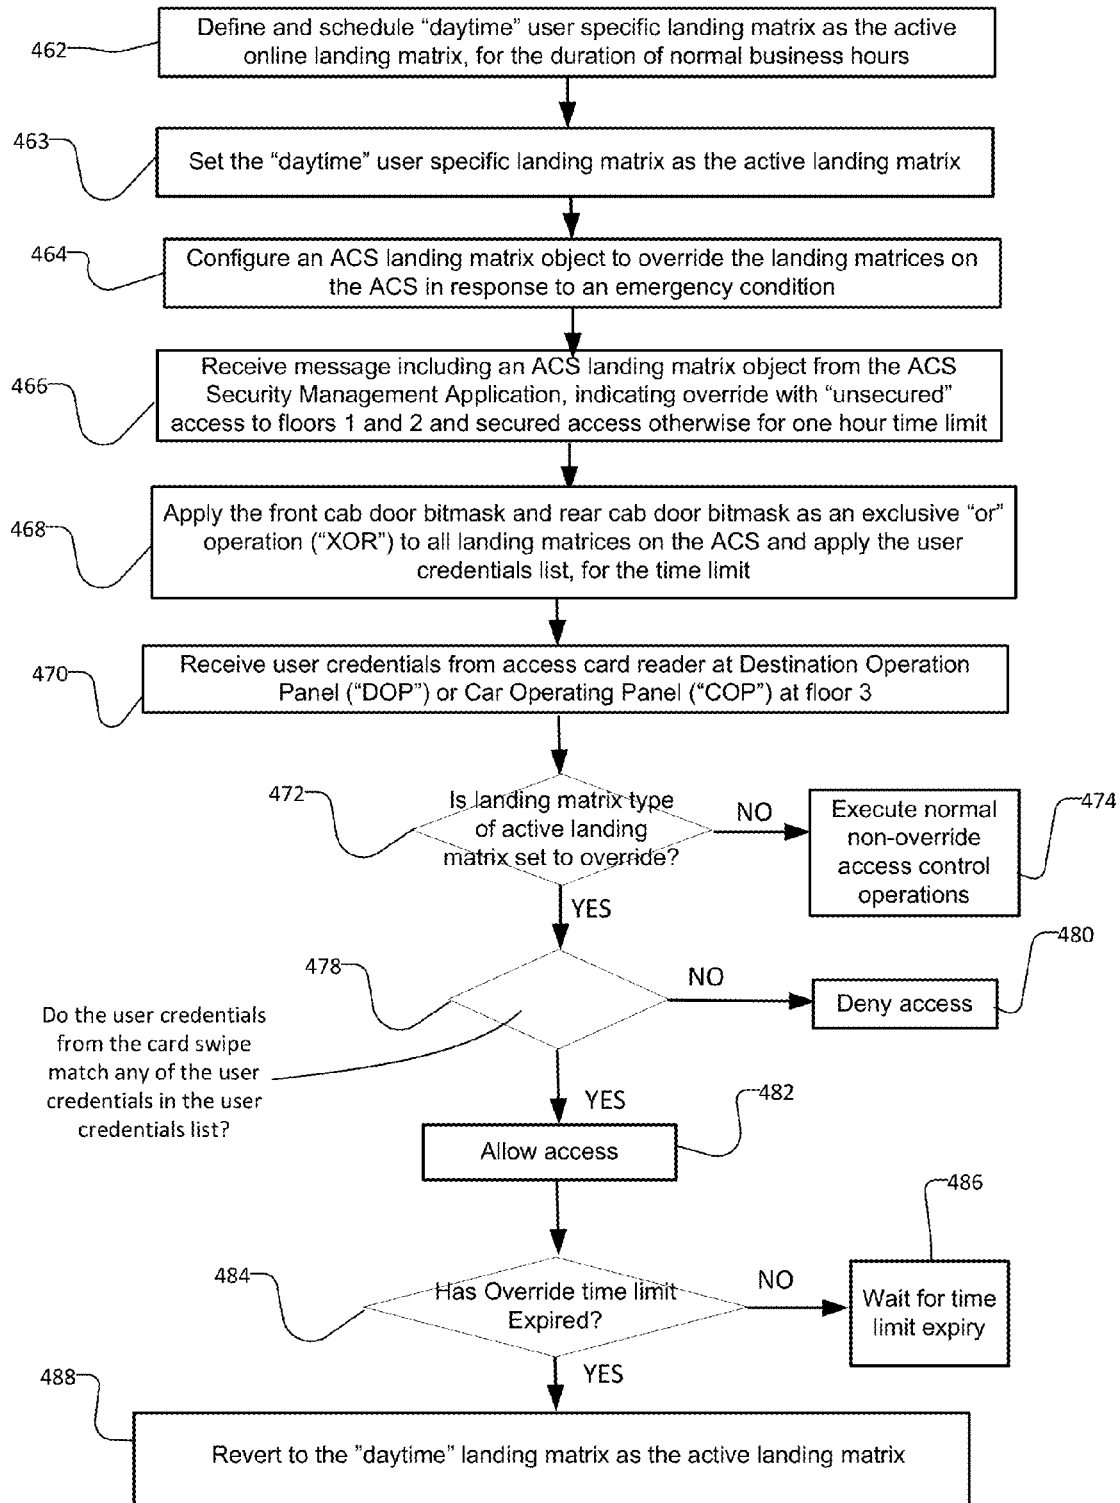 462
Define and schedule “daytime” user specific landing matrix as the active
online landing matrix, for the duration of normal business hours
463
Set the “daytime” user specific landing matrix as the active landing matrix
464
Configure an ACS landing matrix object to override the landing matrices on
the ACS in response to an emergency condition
466
Receive message including an ACS landing matrix object from the ACS
Security Management Application, indicating override with “unsecured”
access to floors 1 and 2 and secured access otherwise for one hour time limit
468
Apply the front cab door bitmask and rear cab door bitmask as an exclusive “or”
operation (“XOR”) to all landing matrices on the ACS and apply the user
credentials list, for the time limit
470
Receive user credentials from access card reader at Destination Operation
Panel (“DOP”) or Car Operating Panel (“COP”) at floor 3
472
Is landing matrix type
of active landing
matrix set to override?
NO
Execute normal
non-override
access control
operations
474
YES
478
NO
Deny access
480
Do the user credentials
from the card swipe
match any of the user
credentials in the user
credentials list?
YES
Allow access
482
484
Has Override time limit
Expired?
NO
Wait for time
limit expiry
486
YES
488
Revert to the ”daytime” landing matrix as the active landing matrix